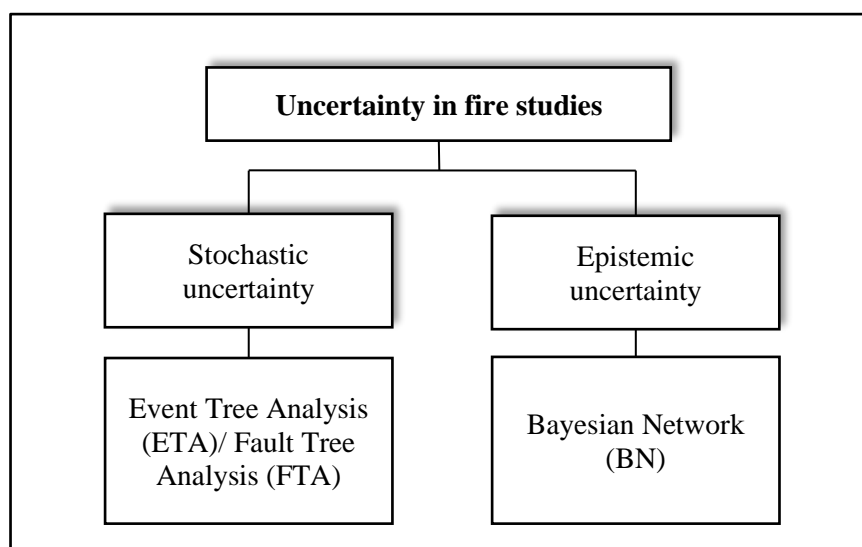 Uncertainty in fire studies
Stochastic
uncertainty
Epistemic
uncertainty
Event Tree Analysis
(ETA)/ Fault Tree
Analysis (FTA)
Bayesian Network
(BN)